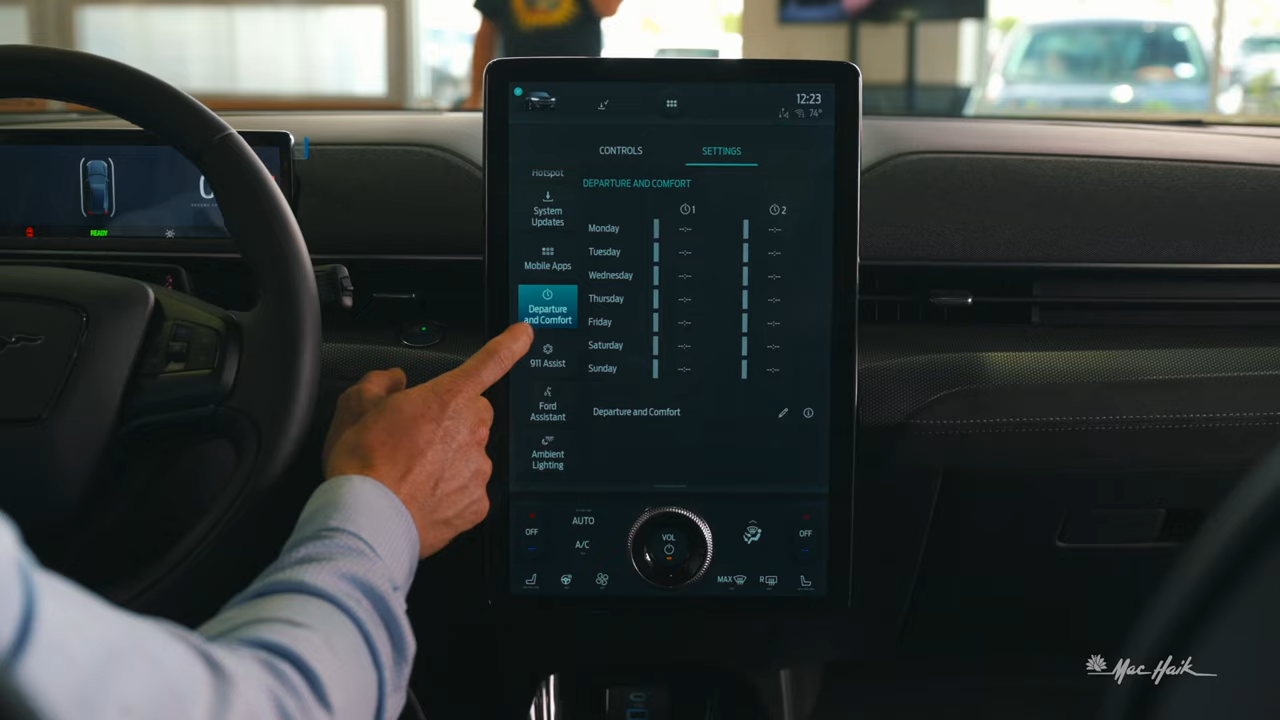 12:23
74°
CONTROLS
SETTINGS
Hotspot
DEPARTURE AND COMFORT
System
Updates
1
2
Monday
--:--
--:--
Tuesday
--:--
--:--
Mobile Apps
Wednesday
--:--
--:--
Departure
and Comfort
Thursday
--:--
--:--
Friday
--:--
--:--
Saturday
--:--
--:--
911 Assist
Sunday
--:--
--:--
Ford
Assistant
Departure and Comfort
Ambient
Lighting
READY
OFF
AUTO
A/C
VOL
OFF
MAX
R
Mac Haik